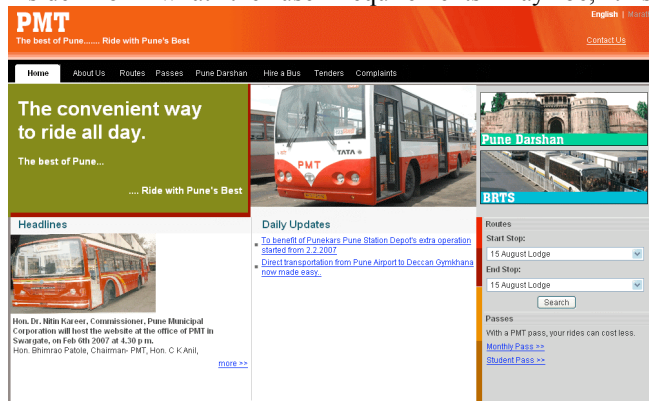 PMT
The best of Pune....... Ride with Pune's Best
English |
Contact Us
Home About Us Routes Passes Pune Darshan Hire a Bus Tenders Complaints
The convenient way
to ride all day.
The best of Pune...
.... Ride with Pune's Best
PMT
TATA
Pune Darshan
BRTS
Headlines
Hon. Dr. Nitin Kareer, Commissioner, Pune Municipal
Corporation will host the website at the office of PMT in
Swargate, on Feb 6th 2007 at 4.30 p.m.
Hon. Bhimrao Patole, Chairman- PMT, Hon. C K Anil,
more >>
Daily Updates
To benefit of Punekars Pune Station Depot's extra operation
started from 2.2.2007
Direct transportation from Pune Airport to Deccan Gymkhana
now made easy..
Routes
Start Stop:
15 August Lodge
End Stop:
15 August Lodge
Search
Passes
With a PMT pass, your rides can cost less.
Monthly Pass >>
Student Pass >>